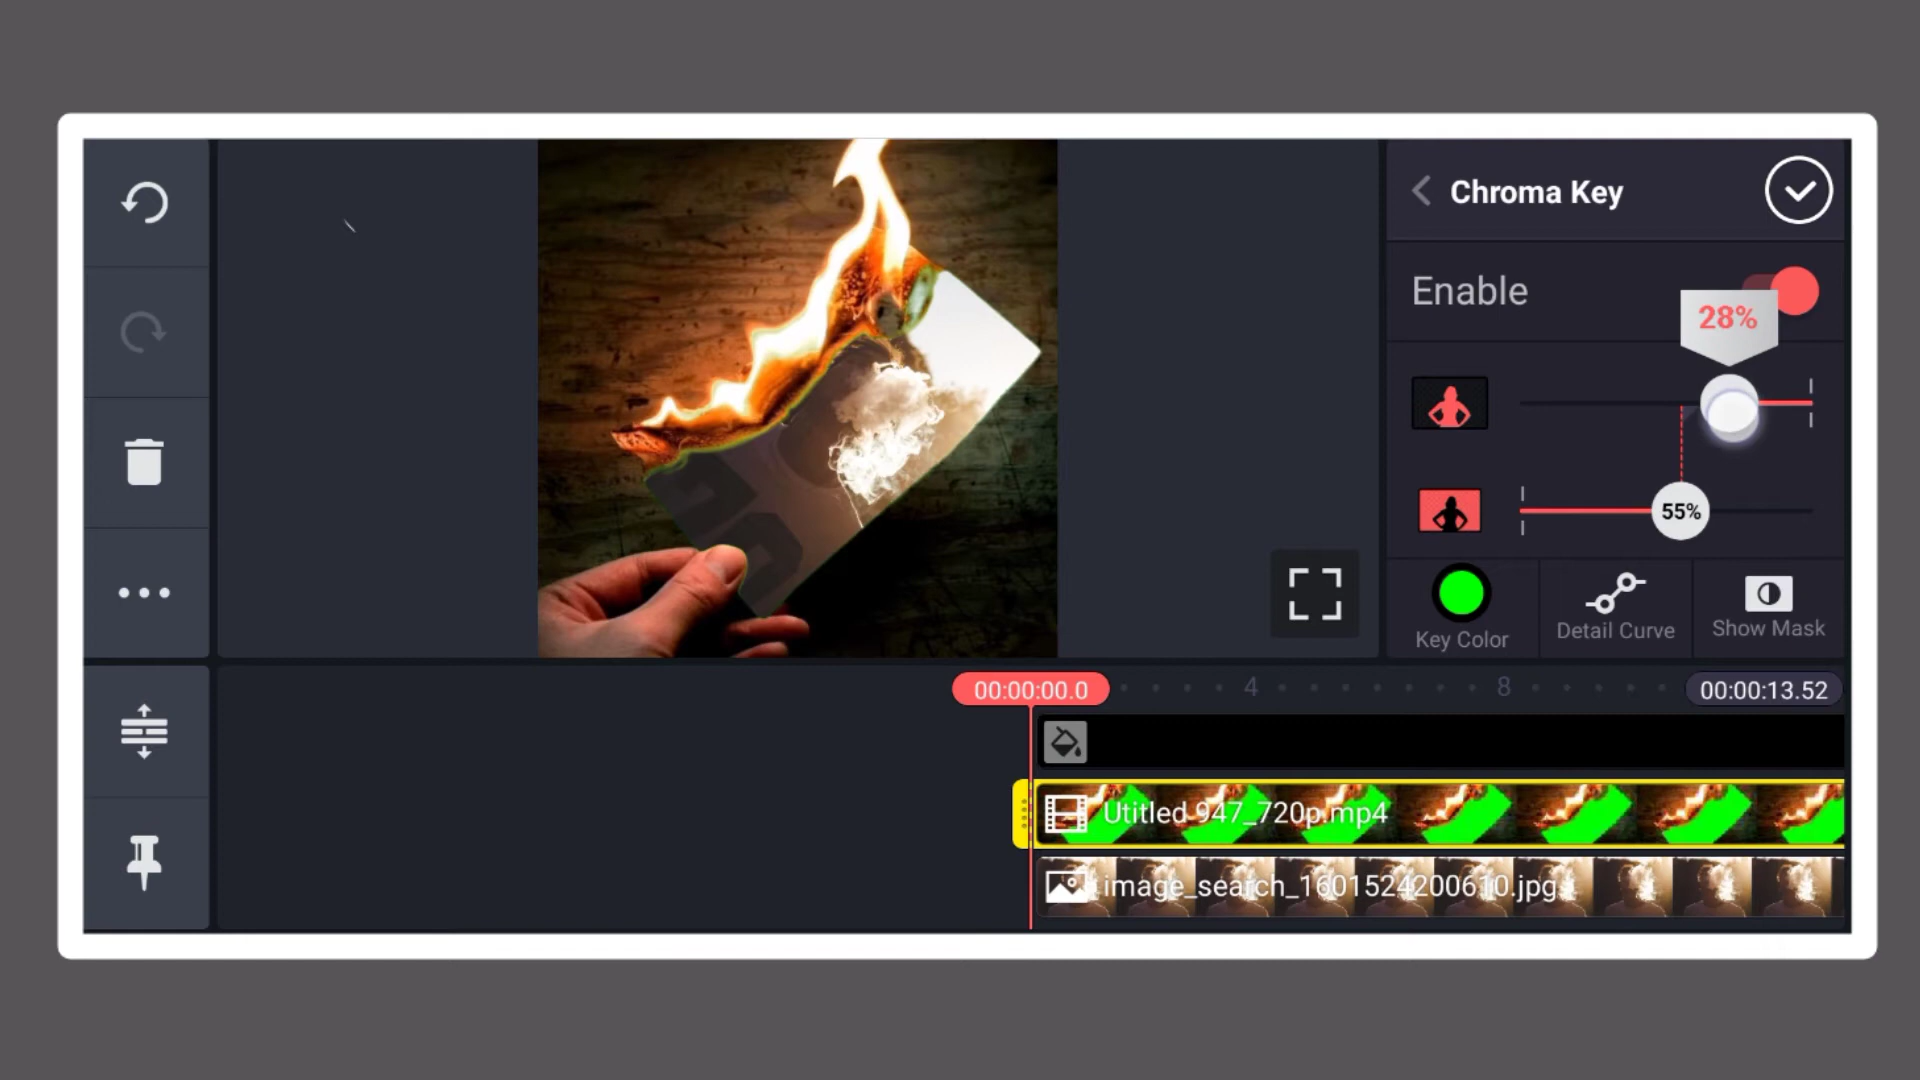 Chroma Key
Enable
28%
55%
Key Color
Detail Curve
Show Mask
00:00:00.0
4
8
00:00:13.52
Utitled 947_720p.mp4
image_search_1601524200610.jpg